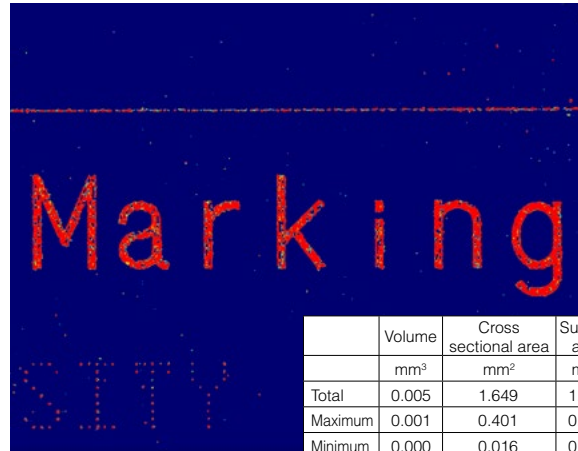 Marking
SITY
Volume Cross sectional area
mm³ mm²
Total 0.005 1.649
Maximum 0.001 0.401
Minimum 0.000 0.016